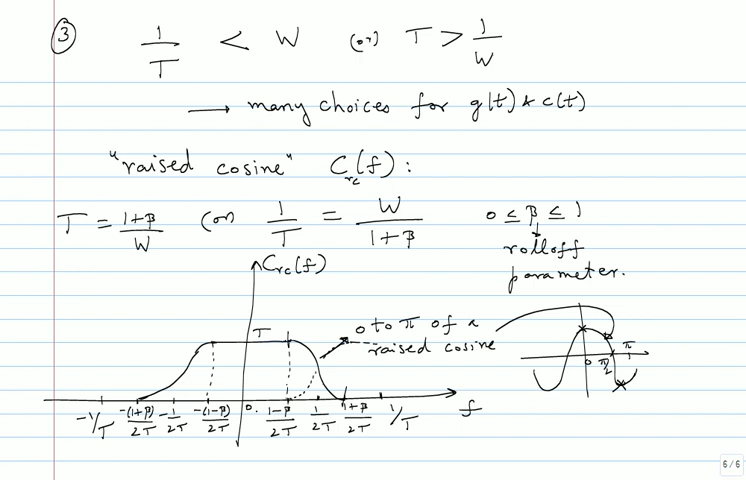 ③ 1/T < W (or) T > 1/W
→ many choices for g(t) & c(t)
"raised cosine" C_rc(f):
T = (1+β)/W (or) 1/T = W/(1+β) 0 ≤ β ≤ 1
rolloff
parameter.
C_rc(f)
T
0 to π of a
raised cosine
0 π/2 π
-1/T -(1+β)/2T -1/2T -(1-β)/2T 0. (1-β)/2T 1/2T (1+β)/2T 1/T f
6/6